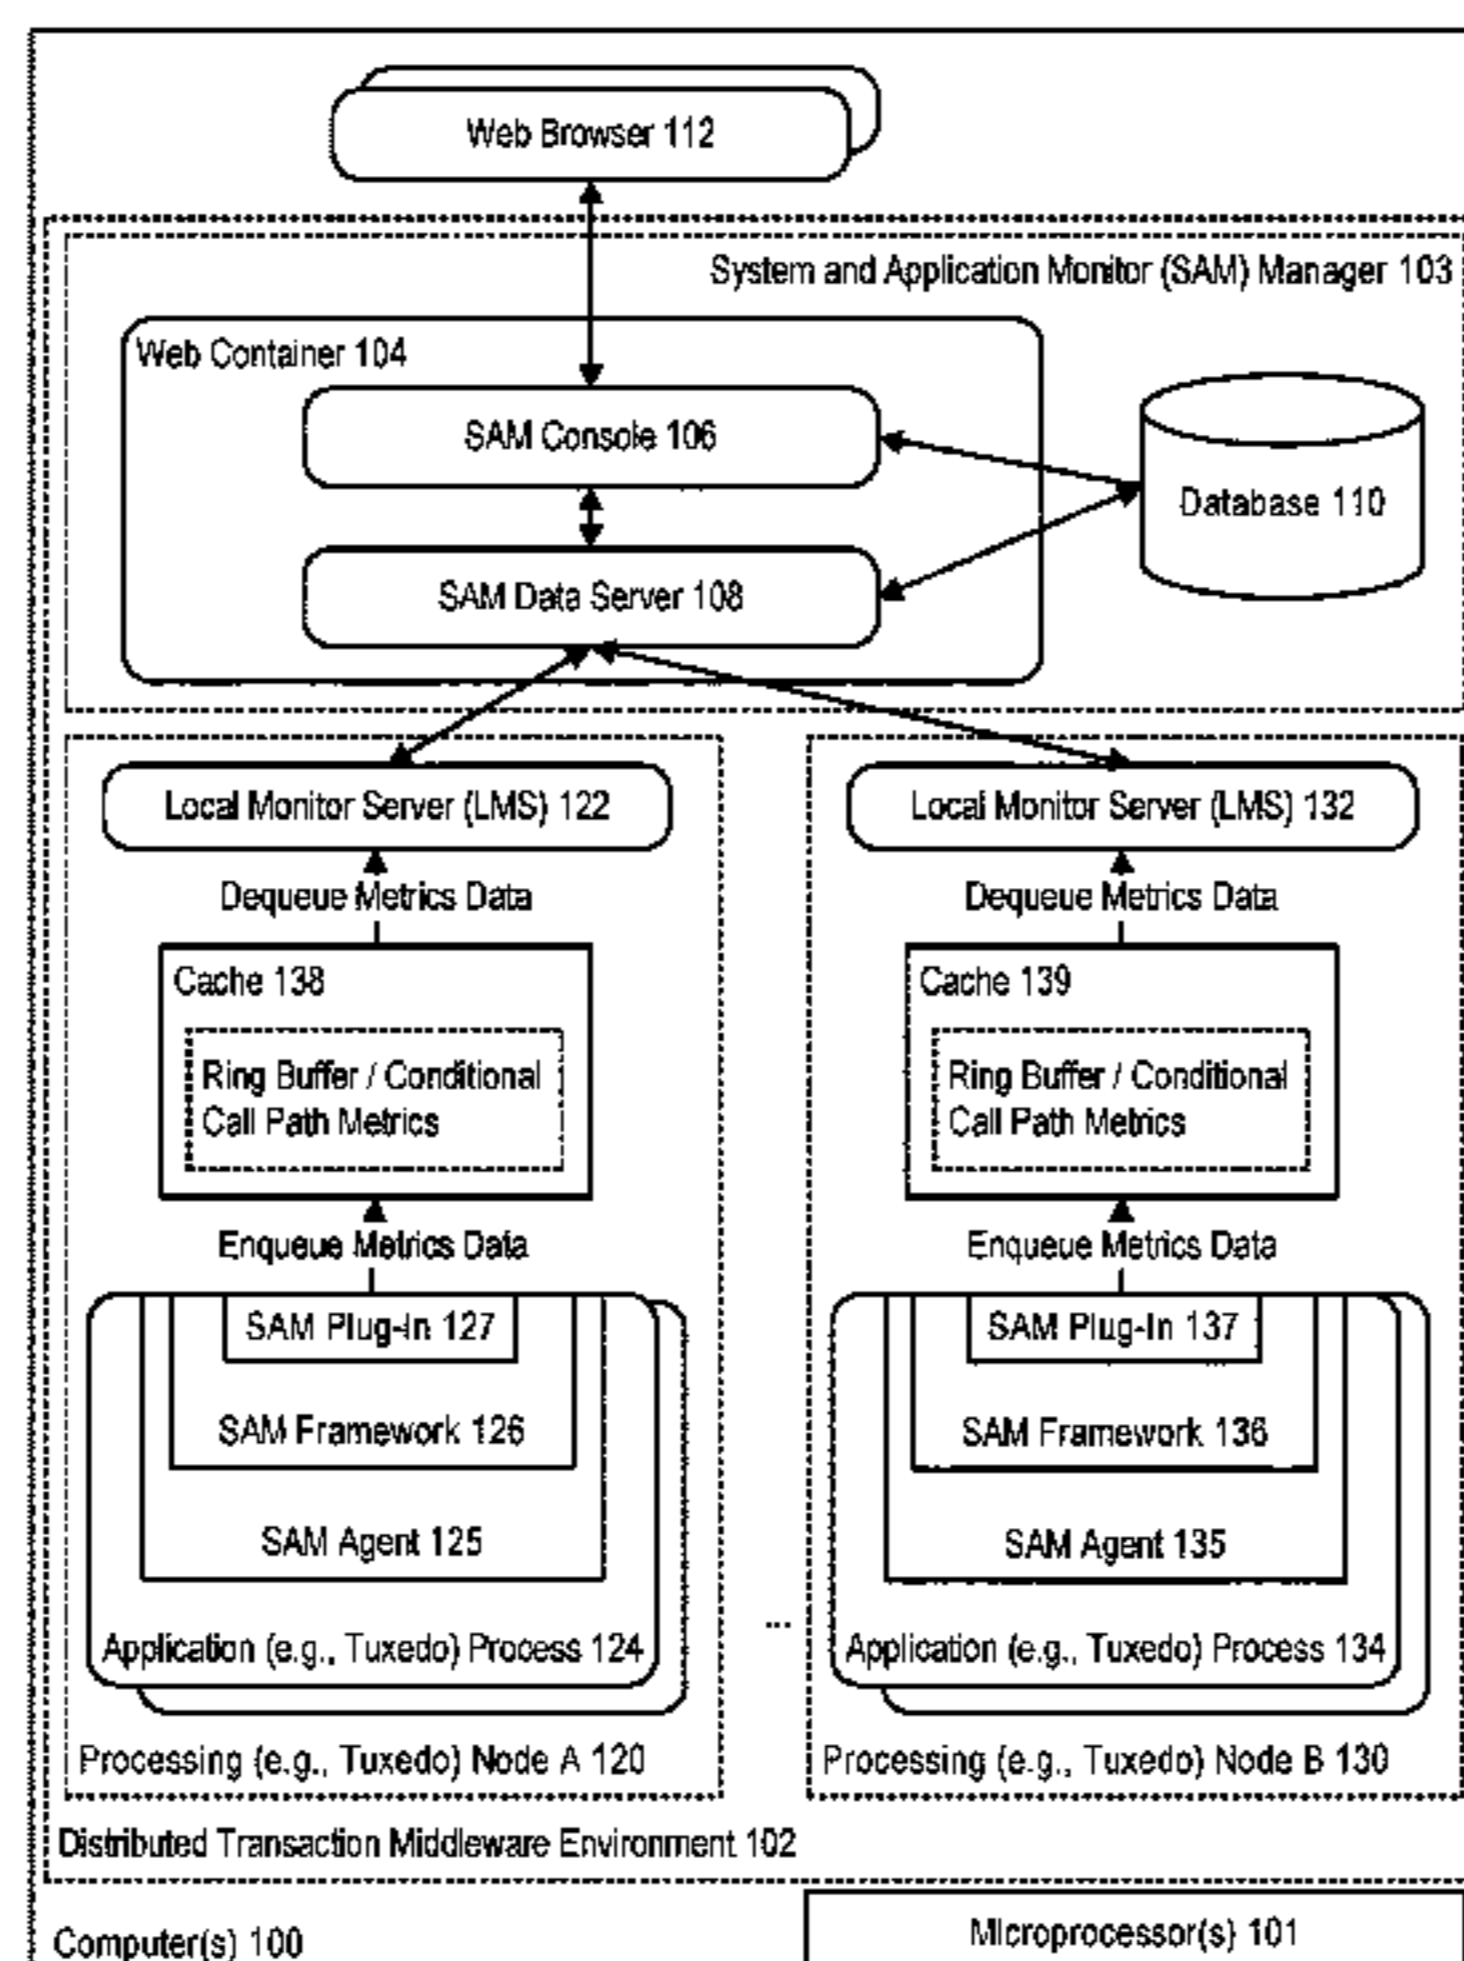 Web Browser 112
System and Application Monitor (SAM) Manager 103
Web Container 104
SAM Console 106
Database 110
SAM Data Server 108
Local Monitor Server (LMS) 122
Local Monitor Server (LMS) 132
Dequeue Metrics Data
Dequeue Metrics Data
Cache 138
Cache 139
Ring Buffer / Conditional
Call Path Metrics
Ring Buffer / Conditional
Call Path Metrics
Enqueue Metrics Data
Enqueue Metrics Data
SAM Plug-In 127
SAM Plug-In 137
SAM Framework 126
SAM Framework 136
SAM Agent 125
SAM Agent 135
...
Application (e.g., Tuxedo) Process 124
Application (e.g., Tuxedo) Process 134
Processing (e.g., Tuxedo) Node A 120
Processing (e.g., Tuxedo) Node B 130
Distributed Transaction Middleware Environment 102
Computer(s) 100
Microprocessor(s) 101